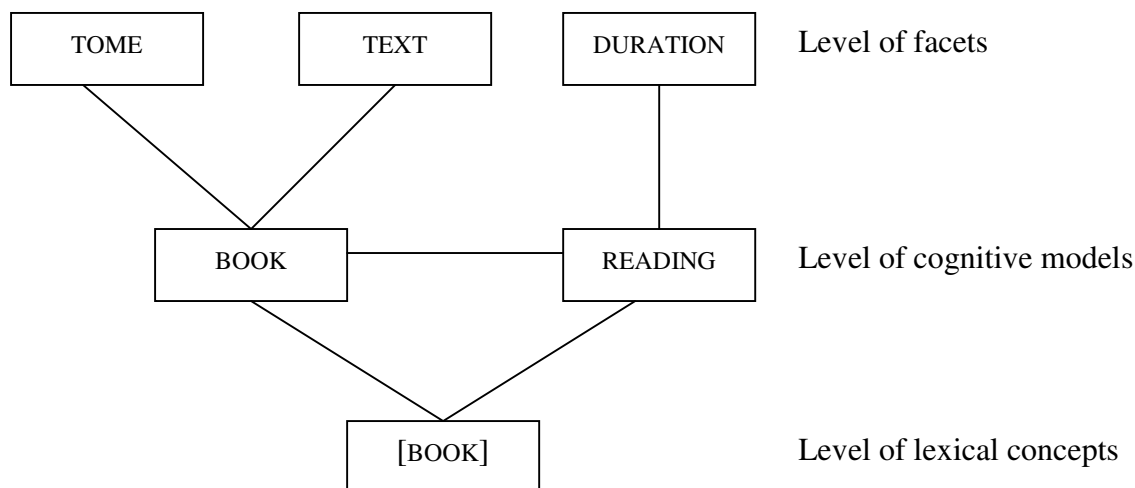 TOME TEXT DURATION Level of facets
BOOK READING Level of cognitive models
[BOOK] Level of lexical concepts